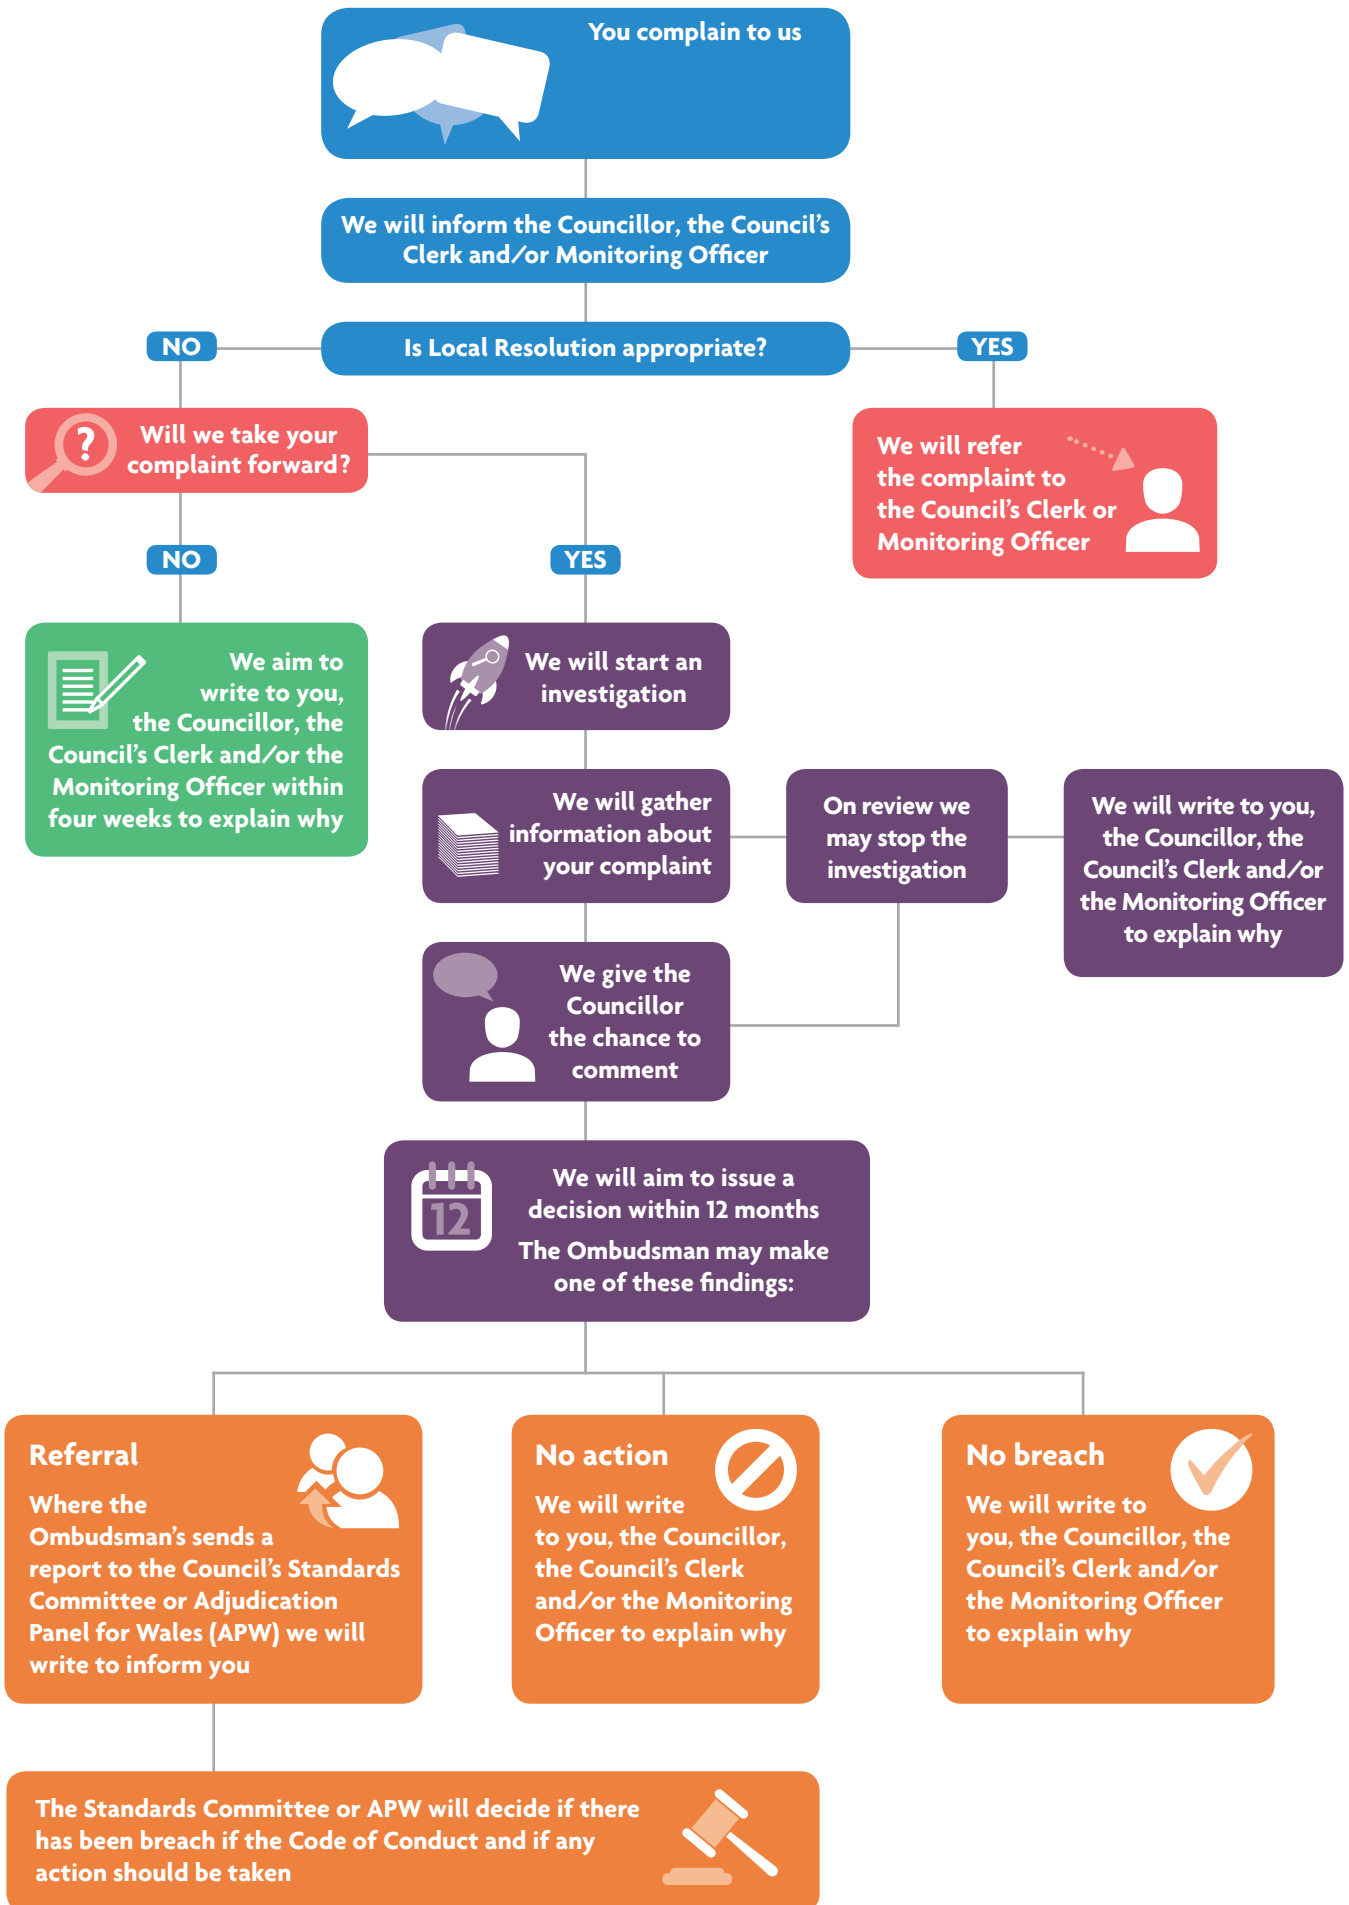 You complain to us
We will inform the Councillor, the Council's
Clerk and/or Monitoring Officer
NO
Is Local Resolution appropriate?
YES
?
Will we take your
complaint forward?
We will refer
the complaint to
the Council's Clerk or
Monitoring Officer
NO
YES
We aim to
write to you,
the Councillor, the
Council's Clerk and/or the
Monitoring Officer within
four weeks to explain why
We will start an
investigation
We will gather
information about
your complaint
On review we
may stop the
investigation
We will write to you,
the Councillor, the
Council's Clerk and/or
the Monitoring Officer
to explain why
We give the
Councillor
the chance to
comment
12
We will aim to issue a
decision within 12 months
The Ombudsman may make
one of these findings:
Referral
Where the
Ombudsman's sends a
report to the Council's Standards
Committee or Adjudication
Panel for Wales (APW) we will
write to inform you
No action
We will write
to you, the Councillor,
the Council's Clerk
and/or the Monitoring
Officer to explain why
No breach
We will write to
you, the Councillor, the
Council's Clerk and/or
the Monitoring Officer
to explain why
The Standards Committee or APW will decide if there
has been breach if the Code of Conduct and if any
action should be taken